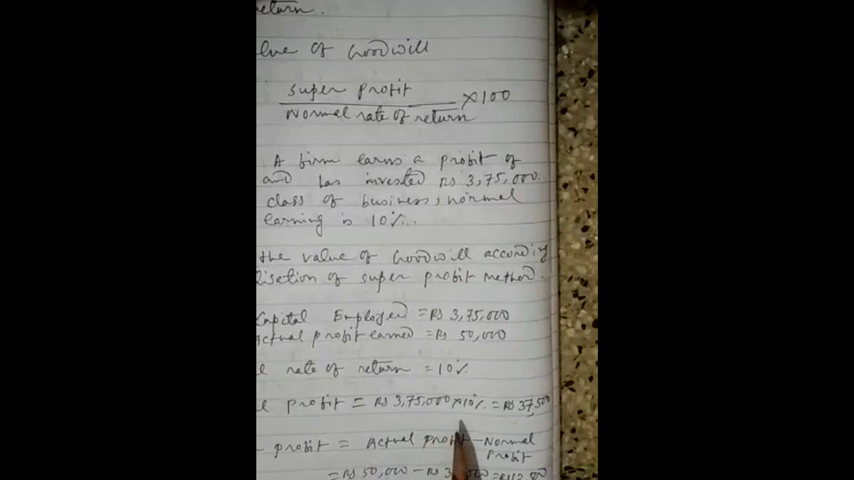 return.
lue of Goodwill
Super profit
Normal rate of return ×100
A firm earns a profit of
and has invested Rs 3,75,000.
class of business, normal
earning is 10%.
the value of Goodwill according
lisation of super profit method.
Capital Employed = Rs 3,75,000
Actual profit earned = Rs 50,000
l rate of return = 10%
l profit = Rs 3,75,000×10% = Rs 37,500
profit = Actual profit - Normal
Profit
= Rs 50,000 - Rs